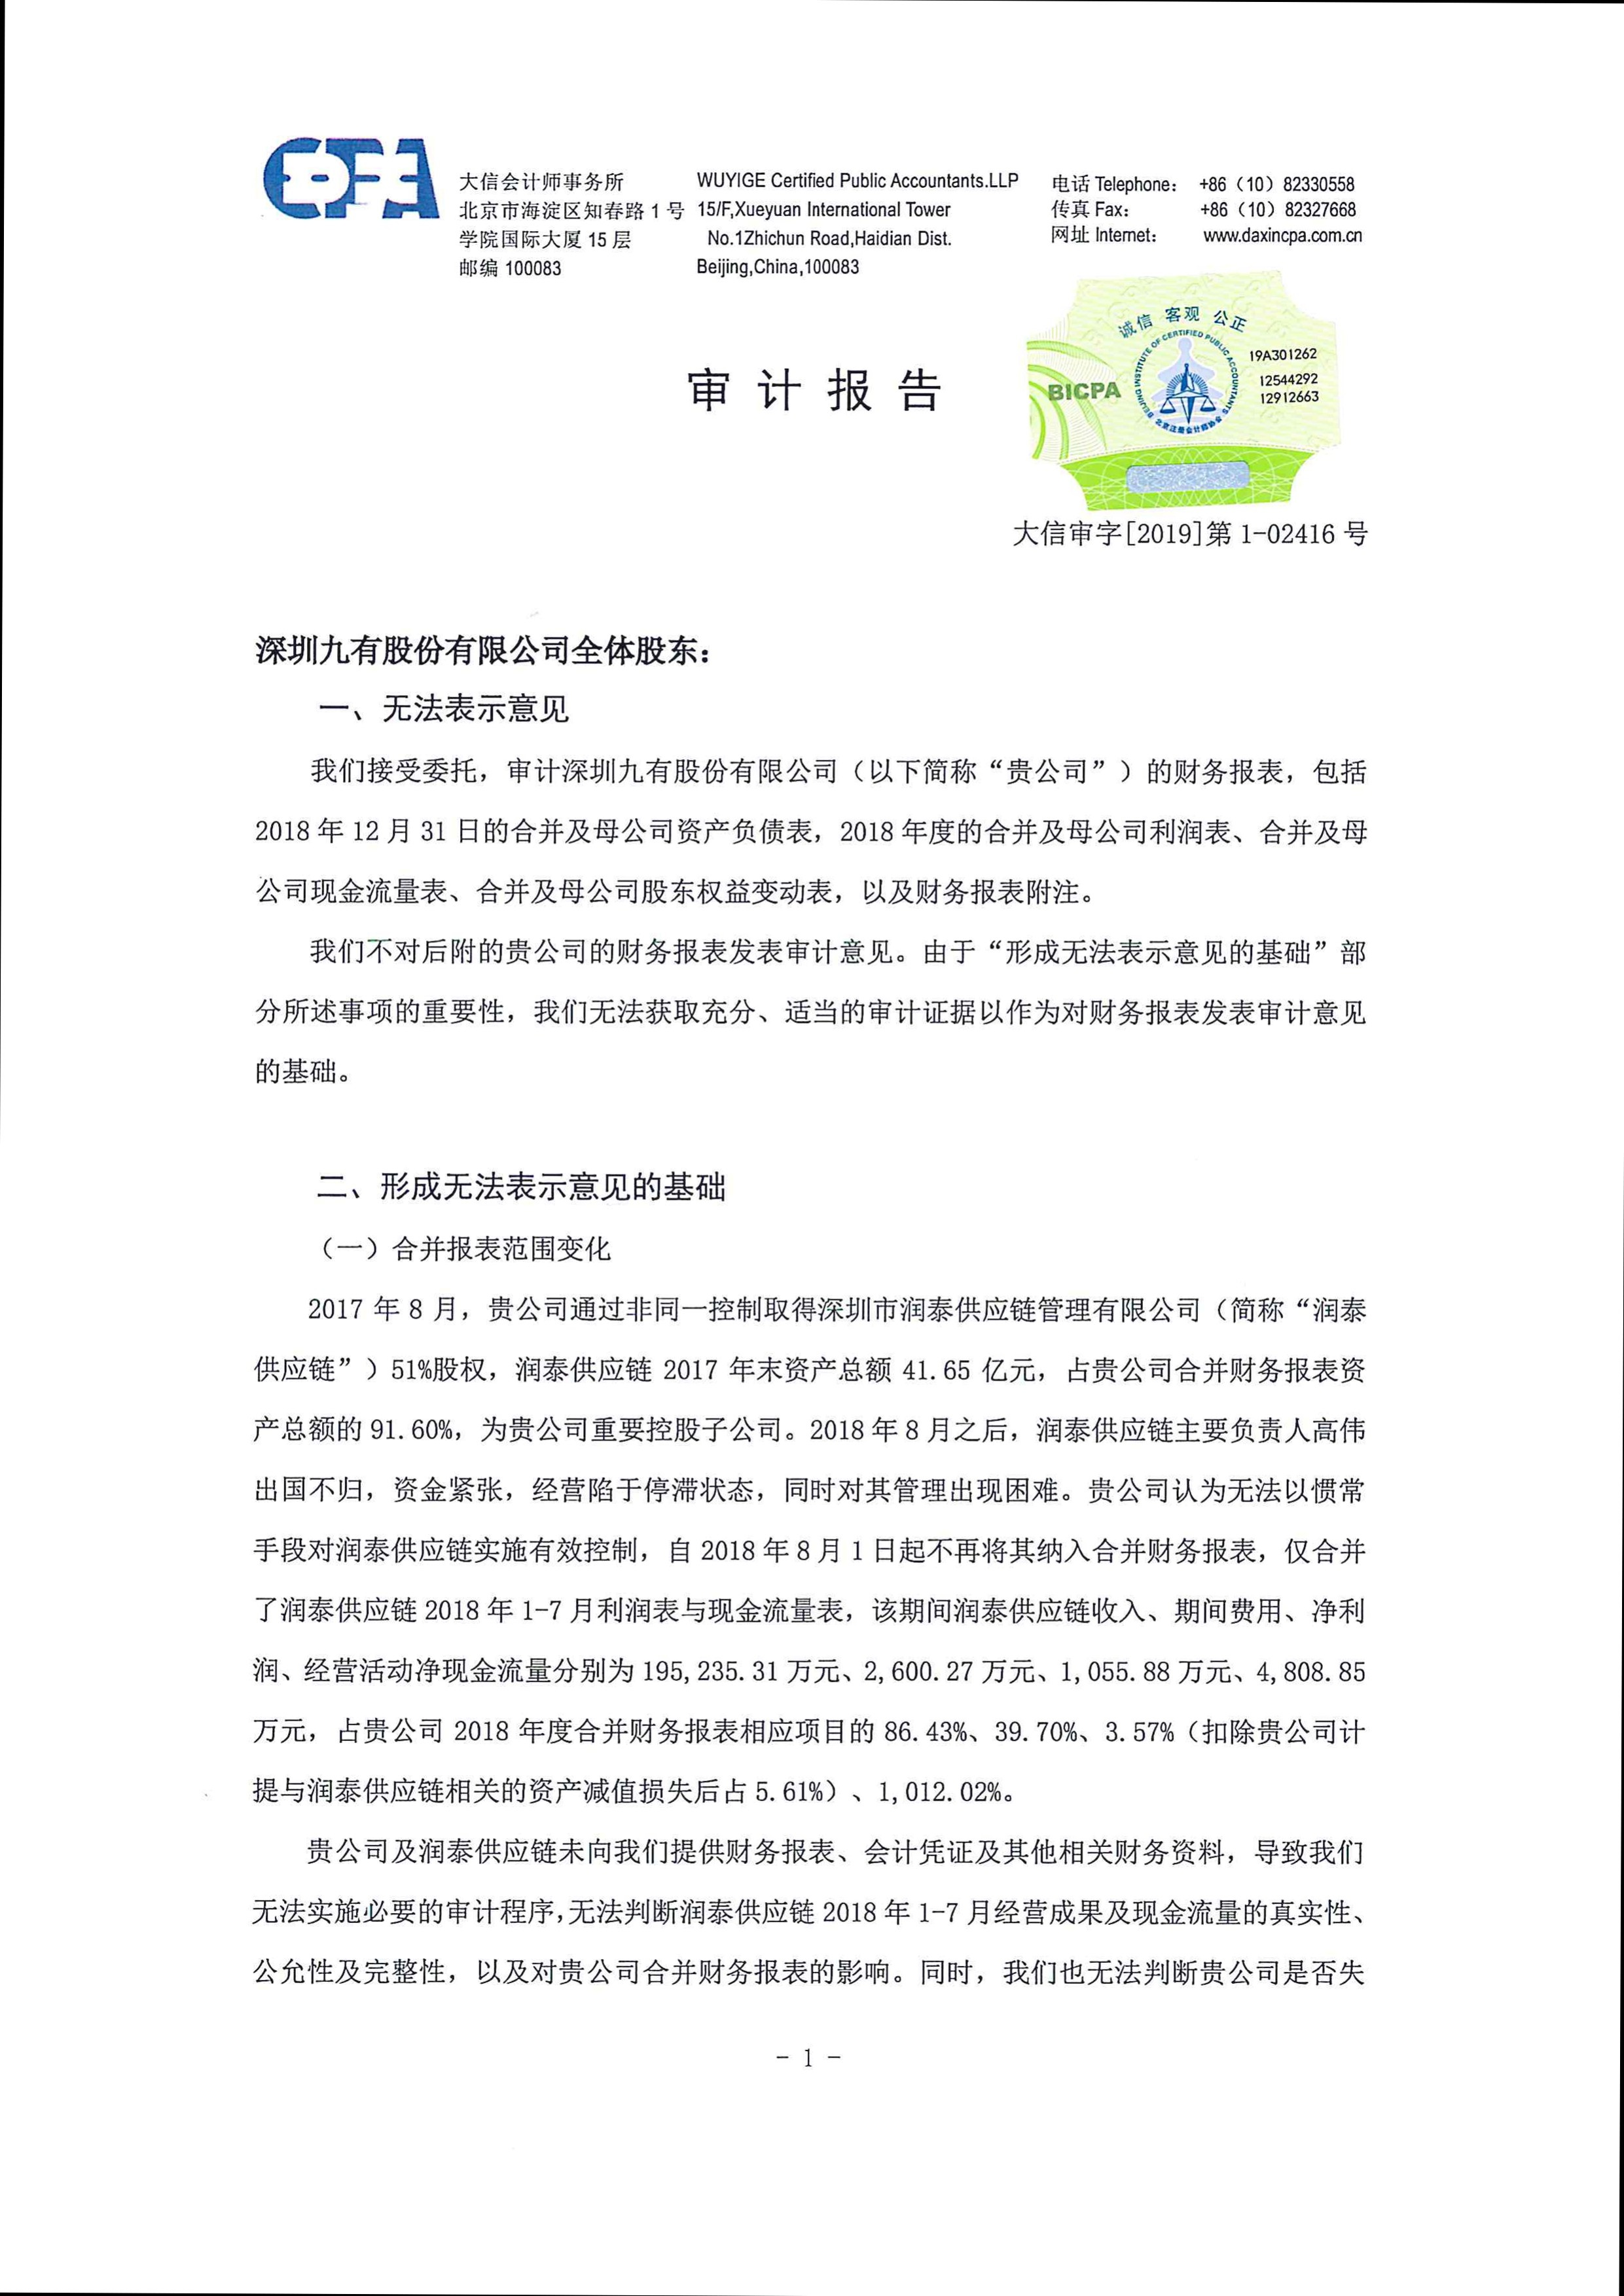 CPA
大信会计师事务所
北京市海淀区知春路 1 号
学院国际大厦 15 层
邮编 100083
WUYIGE Certified Public Accountants.LLP
15/F,Xueyuan International Tower
No.1Zhichun Road,Haidian Dist.
Beijing,China,100083
电话 Telephone: +86（10）82330558
传真 Fax: +86（10）82327668
网址 Internet: www.daxincpa.com.cn
诚信 客观 公正
BEIJING INSTITUTE OF CERTIFIED PUBLIC ACCOUNTANTS
北京注册会计师协会
BICPA
19A301262
12544292
12912663
审 计 报 告
大信审字[2019]第 1-02416 号
深圳九有股份有限公司全体股东：
一、无法表示意见
我们接受委托，审计深圳九有股份有限公司（以下简称“贵公司”）的财务报表，包括
2018 年 12 月 31 日的合并及母公司资产负债表，2018 年度的合并及母公司利润表、合并及母
公司现金流量表、合并及母公司股东权益变动表，以及财务报表附注。
我们不对后附的贵公司的财务报表发表审计意见。由于“形成无法表示意见的基础”部
分所述事项的重要性，我们无法获取充分、适当的审计证据以作为对财务报表发表审计意见
的基础。
二、形成无法表示意见的基础
（一）合并报表范围变化
2017 年 8 月，贵公司通过非同一控制取得深圳市润泰供应链管理有限公司（简称“润泰
供应链”）51%股权，润泰供应链 2017 年末资产总额 41.65 亿元，占贵公司合并财务报表资
产总额的 91.60%，为贵公司重要控股子公司。2018 年 8 月之后，润泰供应链主要负责人高伟
出国不归，资金紧张，经营陷于停滞状态，同时对其管理出现困难。贵公司认为无法以惯常
手段对润泰供应链实施有效控制，自 2018 年 8 月 1 日起不再将其纳入合并财务报表，仅合并
了润泰供应链 2018 年 1-7 月利润表与现金流量表，该期间润泰供应链收入、期间费用、净利
润、经营活动净现金流量分别为 195,235.31 万元、2,600.27 万元、1,055.88 万元、4,808.85
万元，占贵公司 2018 年度合并财务报表相应项目的 86.43%、39.70%、3.57%（扣除贵公司计
提与润泰供应链相关的资产减值损失后占 5.61%）、1,012.02%。
贵公司及润泰供应链未向我们提供财务报表、会计凭证及其他相关财务资料，导致我们
无法实施必要的审计程序,无法判断润泰供应链 2018 年 1-7 月经营成果及现金流量的真实性、
公允性及完整性，以及对贵公司合并财务报表的影响。同时，我们也无法判断贵公司是否失
- 1 -